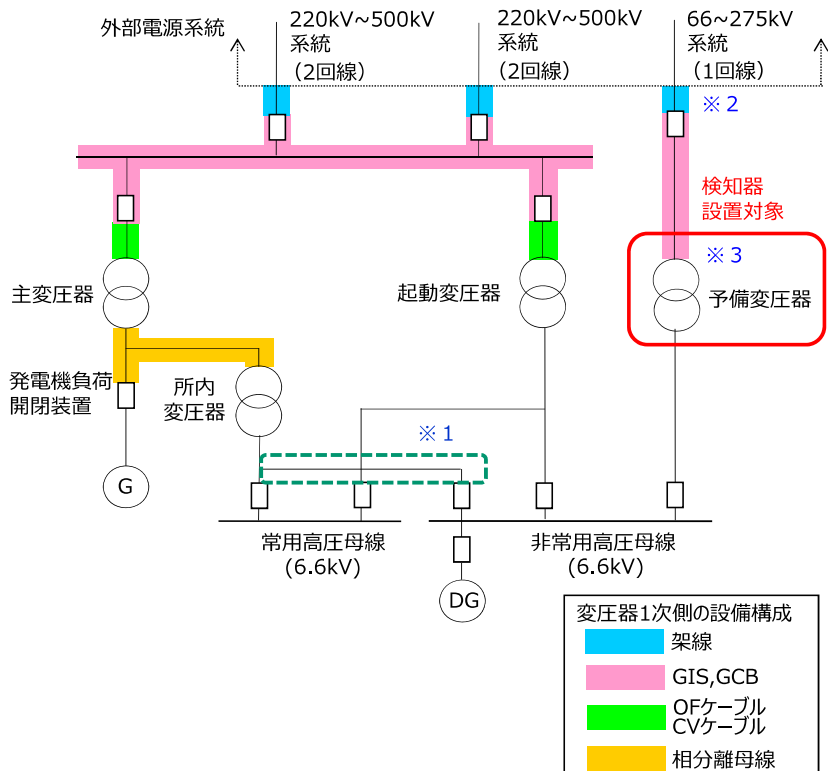 外部電源系統
220kV~500kV
系統
(2回線)
220kV~500kV
系統
(2回線)
66~275kV
系統
(1回線)
※2
検知器
設置対象
※3
主変圧器
起動変圧器
予備変圧器
発電機負荷
開閉装置
所内
変圧器
※1
G
常用高圧母線
(6.6kV)
非常用高圧母線
(6.6kV)
DG
変圧器1次側の設備構成
架線
GIS,GCB
OFケーブル
CVケーブル
相分離母線